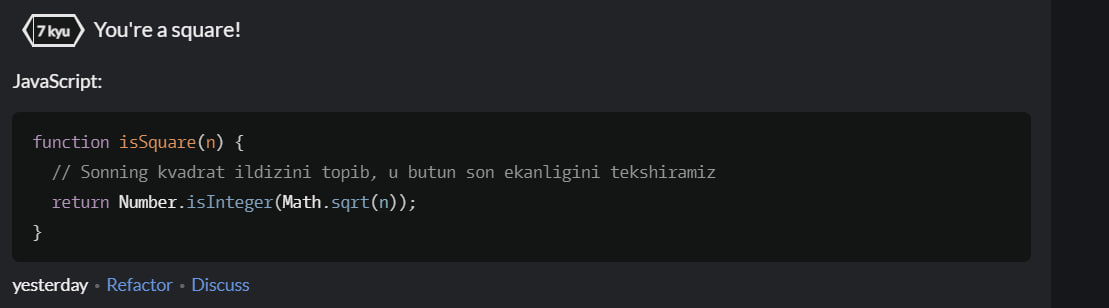 7 kyu You're a square!
JavaScript:
function isSquare(n) {
  // Sonning kvadrat ildizini topib, u butun son ekanligini tekshiramiz
  return Number.isInteger(Math.sqrt(n));
}
yesterday • Refactor • Discuss